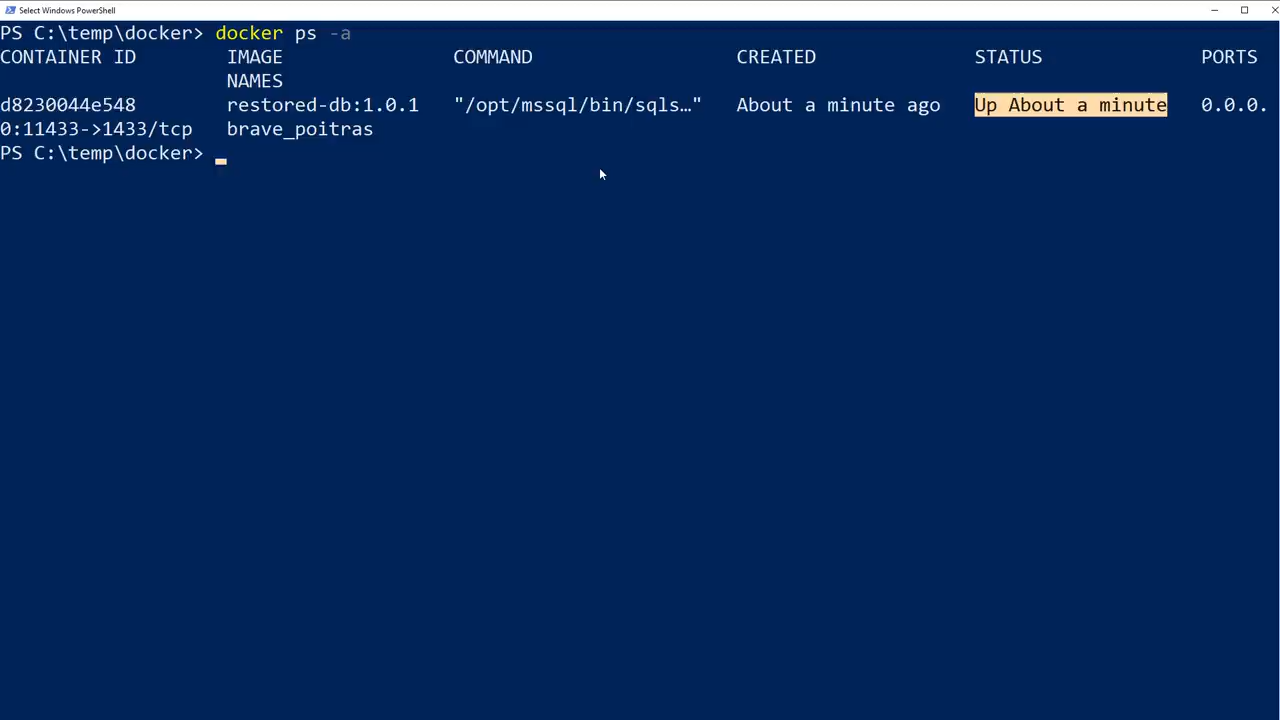 Select Windows PowerShell
PS C:\temp\docker> docker ps -a
CONTAINER ID        IMAGE               COMMAND                  CREATED              STATUS              PORTS
                    NAMES
d8230044e548        restored-db:1.0.1   "/opt/mssql/bin/sqls…"   About a minute ago   Up About a minute   0.0.0.
0:11433->1433/tcp   brave_poitras
PS C:\temp\docker>